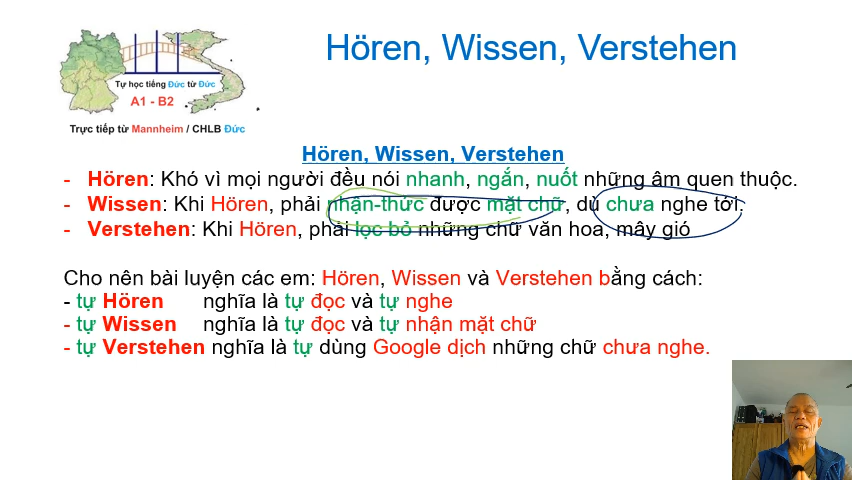 Hören, Wissen, Verstehen
Tự học tiếng Đức từ Đức
A1 - B2
Trực tiếp từ Mannheim / CHLB Đức
Hören, Wissen, Verstehen
- Hören: Khó vì mọi người đều nói nhanh, ngắn, nuốt những âm quen thuộc.
- Wissen: Khi Hören, phải nhận-thức được mặt chữ, dù chưa nghe tới.
- Verstehen: Khi Hören, phải lọc bỏ những chữ văn hoa, mây gió
Cho nên bài luyện các em: Hören, Wissen và Verstehen bằng cách:
- tự Hören nghĩa là tự đọc và tự nghe
- tự Wissen nghĩa là tự đọc và tự nhận mặt chữ
- tự Verstehen nghĩa là tự dùng Google dịch những chữ chưa nghe.